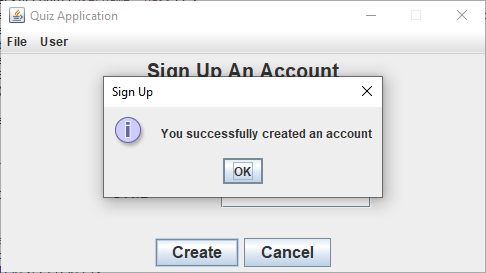 Quiz Application
File User
Sign Up An Account
Sign Up
You successfully created an account
OK
Create Cancel